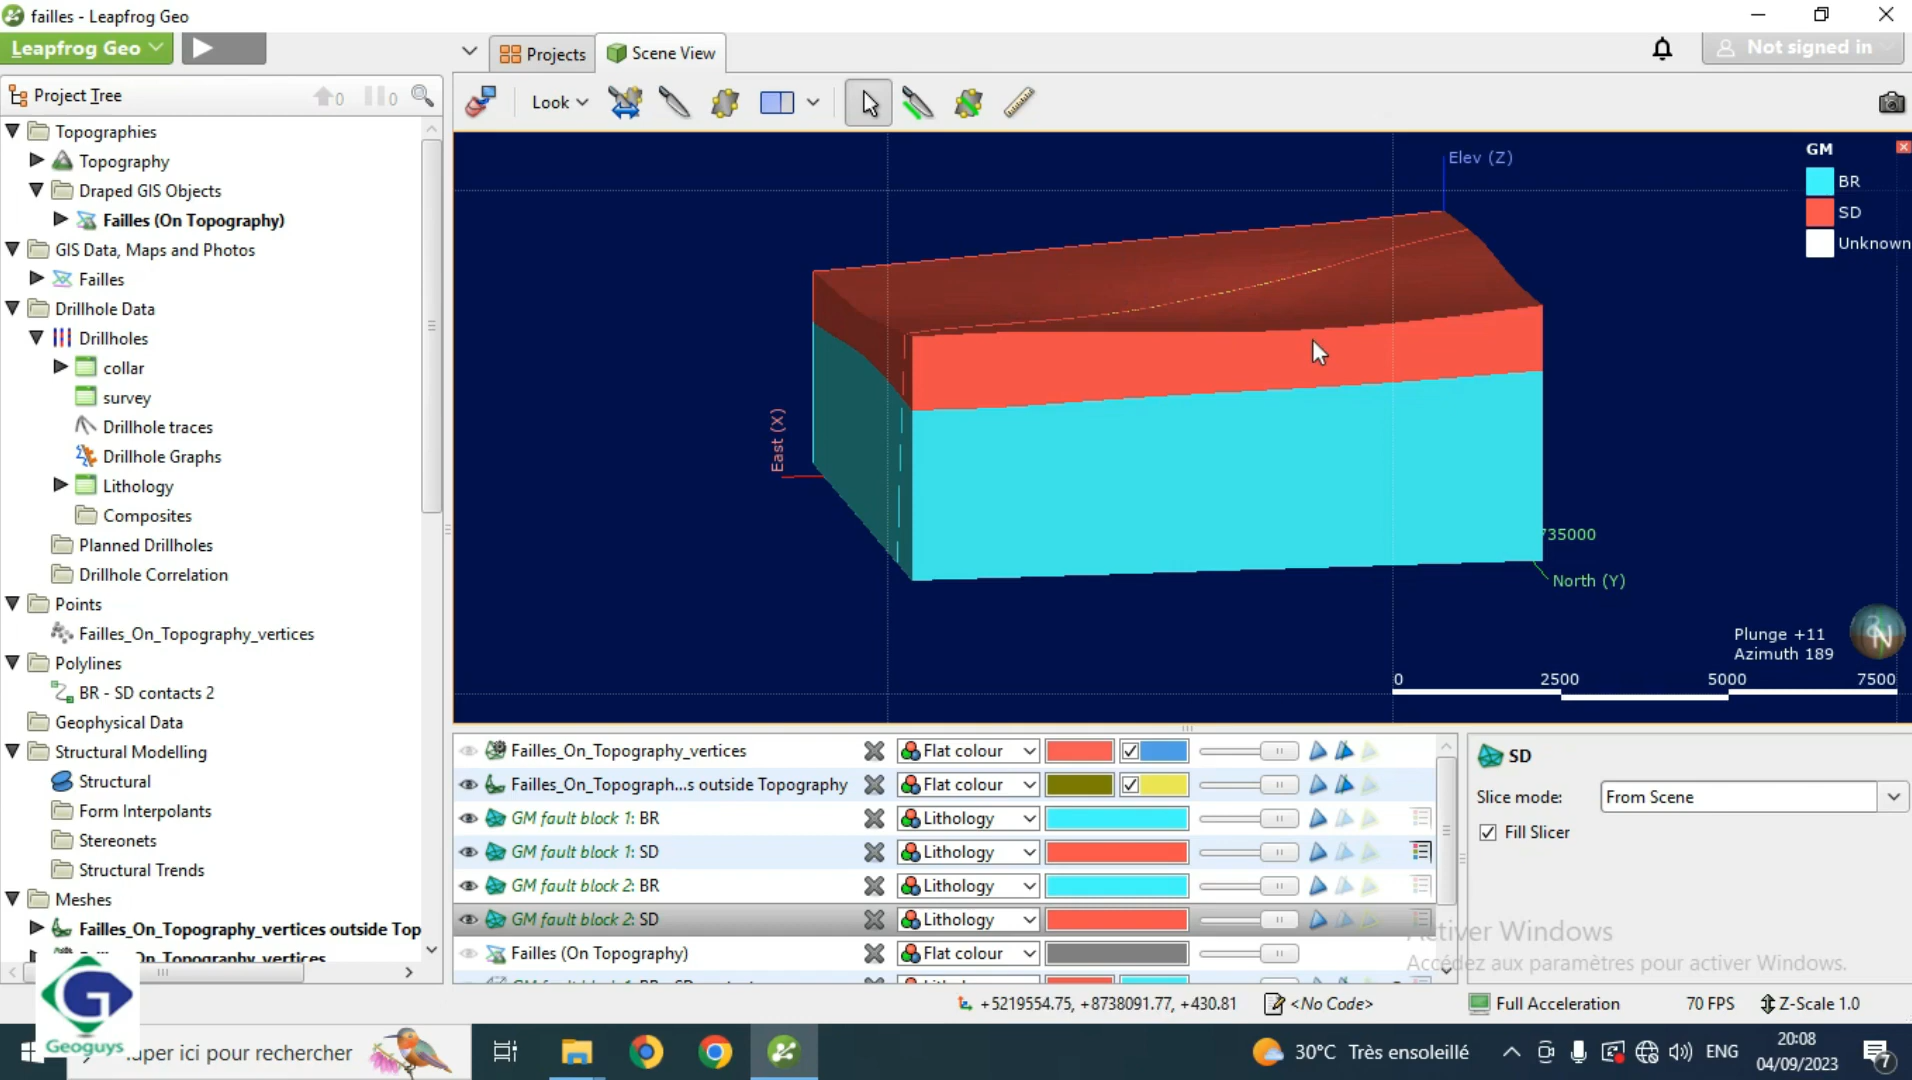 failles - Leapfrog Geo
Leapfrog Geo
Projects
Scene View
Not signed in
Project Tree
0
0
Look
Topographies
Topography
Draped GIS Objects
Failles (On Topography)
GIS Data, Maps and Photos
Failles
Drillhole Data
Drillholes
collar
survey
Drillhole traces
Drillhole Graphs
Lithology
Composites
Planned Drillholes
Drillhole Correlation
Points
Failles_On_Topography_vertices
Polylines
BR - SD contacts 2
Geophysical Data
Structural Modelling
Structural
Form Interpolants
Stereonets
Structural Trends
Meshes
Failles_On_Topography_vertices outside Top
Failles_On_Topography_vertices
Elev (Z)
East (X)
North (Y)
735000
GM
BR
SD
Unknown
Plunge +11
Azimuth 189
0 2500 5000 7500
Failles_On_Topography_vertices Flat colour
Failles_On_Topograph...s outside Topography Flat colour
GM fault block 1: BR Lithology
GM fault block 1: SD Lithology
GM fault block 2: BR Lithology
GM fault block 2: SD Lithology
Failles (On Topography) Flat colour
SD
Slice mode: From Scene
Fill Slicer
Activer Windows
Accédez aux paramètres pour activer Windows.
+5219554.75, +8738091.77, +430.81
<No Code>
Full Acceleration
70 FPS
Z-Scale 1.0
G
Geoguys
aper ici pour rechercher
30°C Très ensoleillé
ENG
20:08
04/09/2023
7